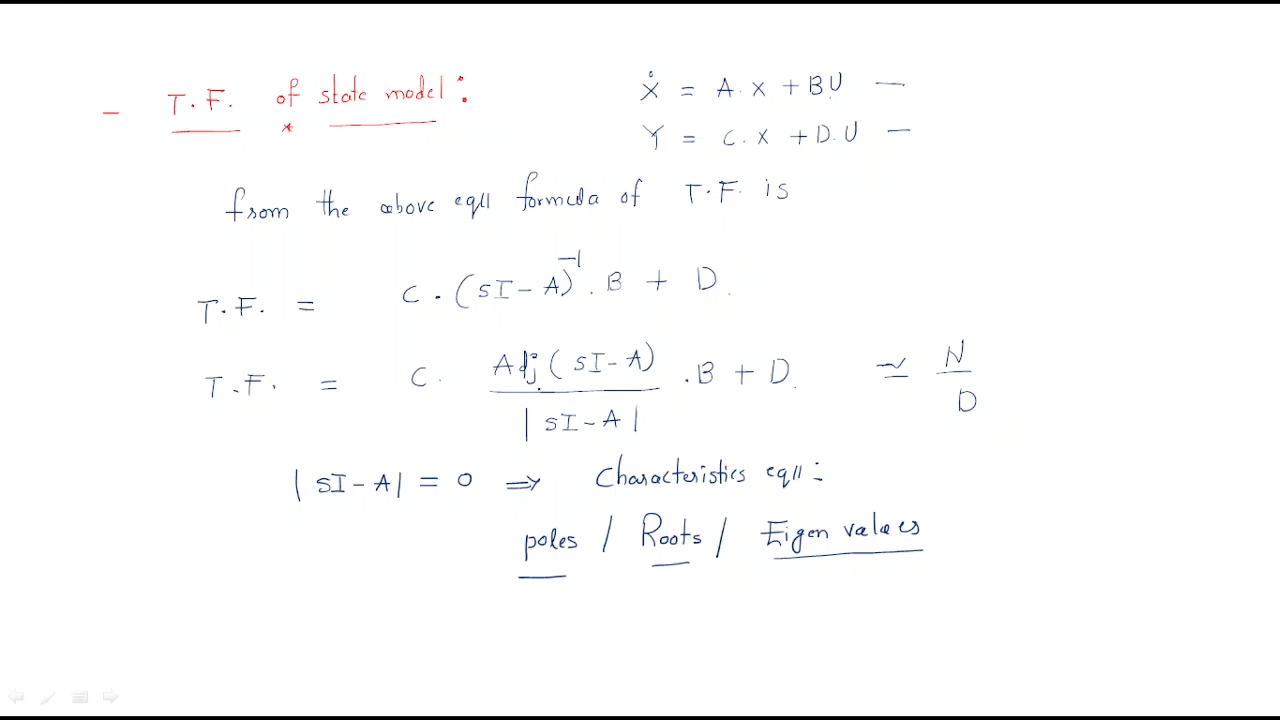 - T.F. of state model:
Ẋ = A.X + BU —
Y = C.X + D.U —
from the above eqn formula of T.F. is
T.F. = C.(SI-A)⁻¹.B + D.
T.F. = C. Adj(SI-A) / |SI-A| .B + D. ≃ N / D
|SI-A| = 0 ⇒ Characteristics eqn:
poles / Roots / Eigen values